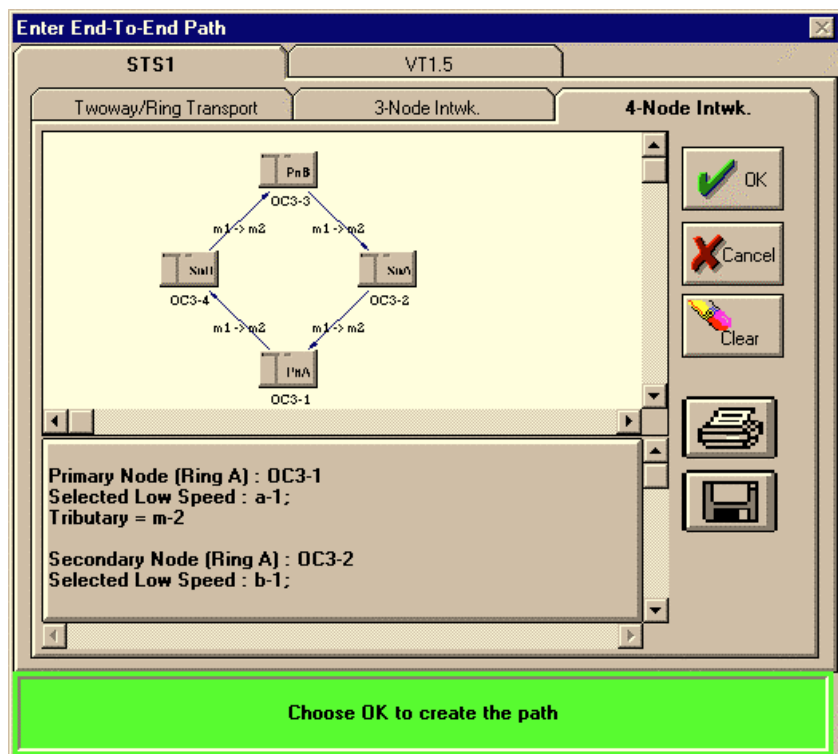 Enter End-To-End Path
STS1
VT1.5
Twoway/Ring Transport
3-Node Intwk.
4-Node Intwk.
PnB
OC3-3
m1->m2
m1->m2
SnB
SnA
OC3-4
OC3-2
m1->m2
m1->m2
PnA
OC3-1
OK
Cancel
Clear
Primary Node (Ring A) : OC3-1
Selected Low Speed : a-1;
Tributary = m-2
Secondary Node (Ring A) : OC3-2
Selected Low Speed : b-1;
Choose OK to create the path